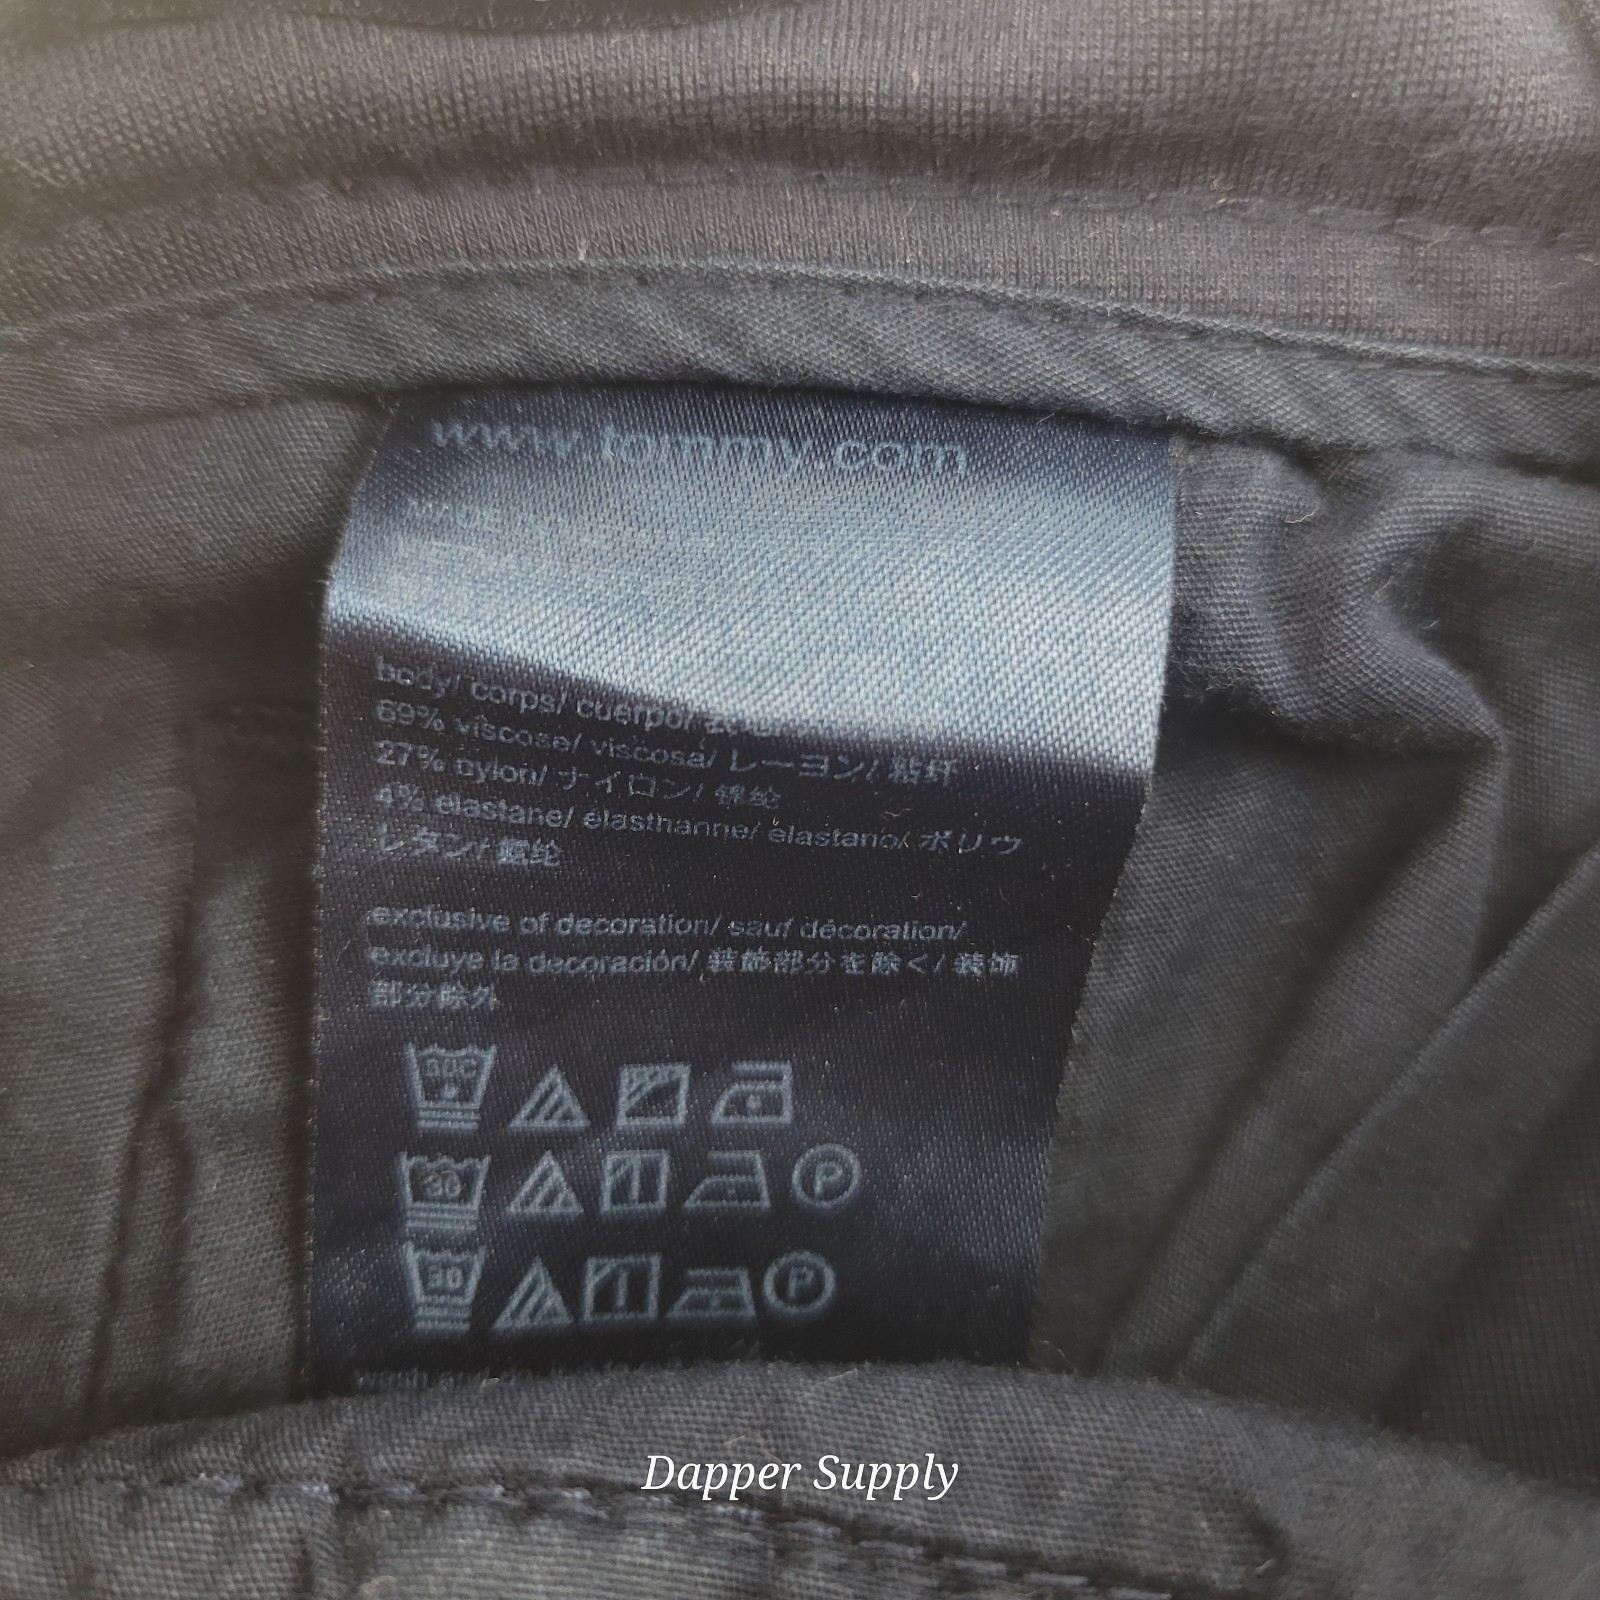 www.tommy.com
body/ corps/ cuerpo/
69% viscose/ viscosa/ レーヨン/ 粘纤
27% nylon/ ナイロン/ 锦纶
4% elastane/ élasthanne/ elastano/ ポリウ
レタン/ 氨纶
exclusive of decoration/ sauf décoration/
excluye la decoración/ 装飾部分を除く/ 装饰
部分除外
30C
30 P
30 P
wash
Dapper Supply